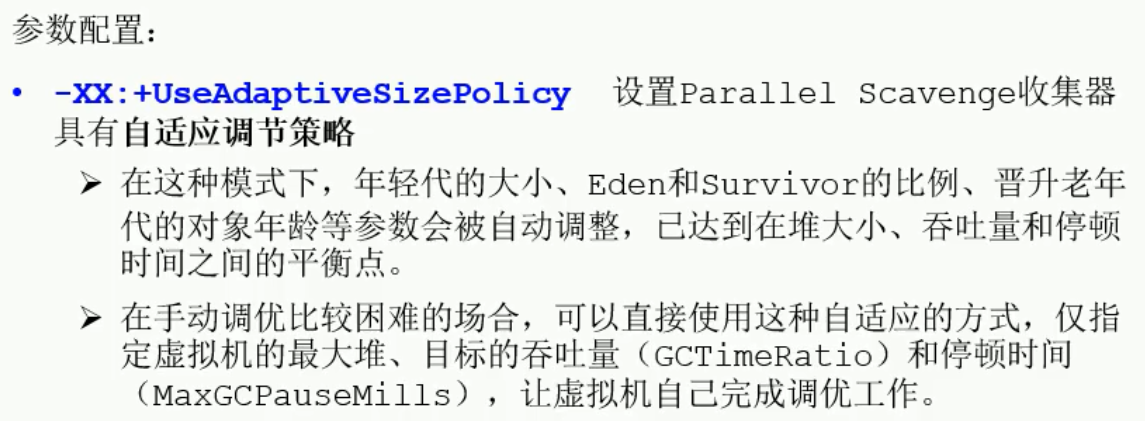 参数配置：
• -XX:+UseAdaptiveSizePolicy 设置Parallel Scavenge收集器
具有自适应调节策略
➢ 在这种模式下，年轻代的大小、Eden和Survivor的比例、晋升老年
代的对象年龄等参数会被自动调整，已达到在堆大小、吞吐量和停顿
时间之间的平衡点。
➢ 在手动调优比较困难的场合，可以直接使用这种自适应的方式，仅指
定虚拟机的最大堆、目标的吞吐量（GCTimeRatio）和停顿时间
（MaxGCPauseMills），让虚拟机自己完成调优工作。